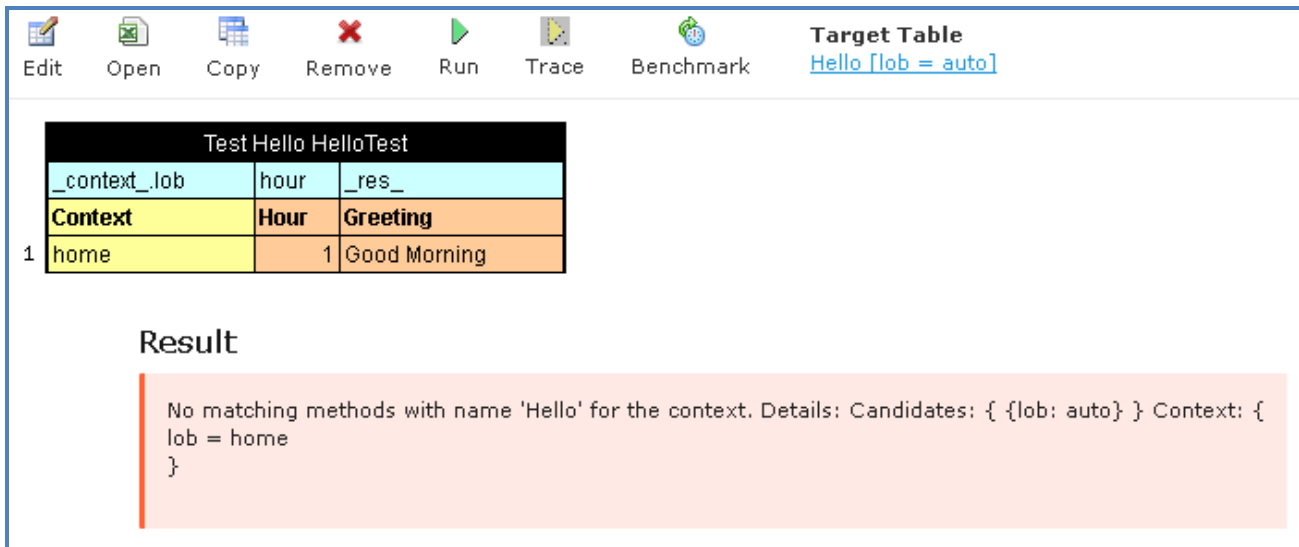 Edit Open Copy Remove Run Trace Benchmark
Target Table
Hello [lob = auto]
Test Hello HelloTest
_context_.lob hour _res_
Context Hour Greeting
1 home 1 Good Morning
Result
No matching methods with name 'Hello' for the context. Details: Candidates: { {lob: auto} } Context: {
lob = home
}